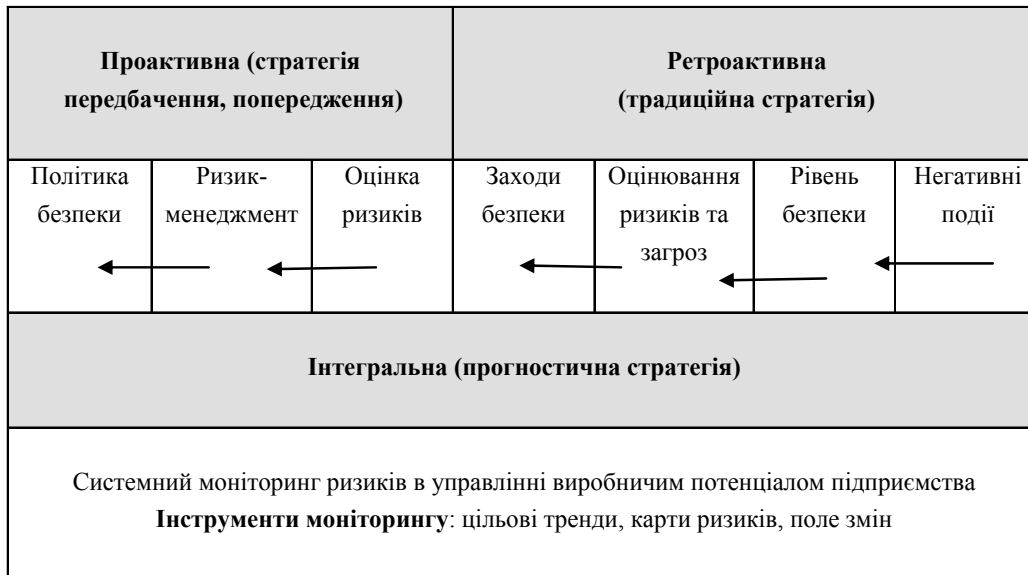 Проактивна (стратегія
передбачення, попередження)
Ретроактивна
(традиційна стратегія)
Політика
безпеки
Ризик-
менеджмент
Оцінка
ризиків
Заходи
безпеки
Оцінювання
ризиків та
загроз
Рівень
безпеки
Негативні
події
Інтегральна (прогностична стратегія)
Системний моніторинг ризиків в управлінні виробничим потенціалом підприємства
Інструменти моніторингу: цільові тренди, карти ризиків, поле змін